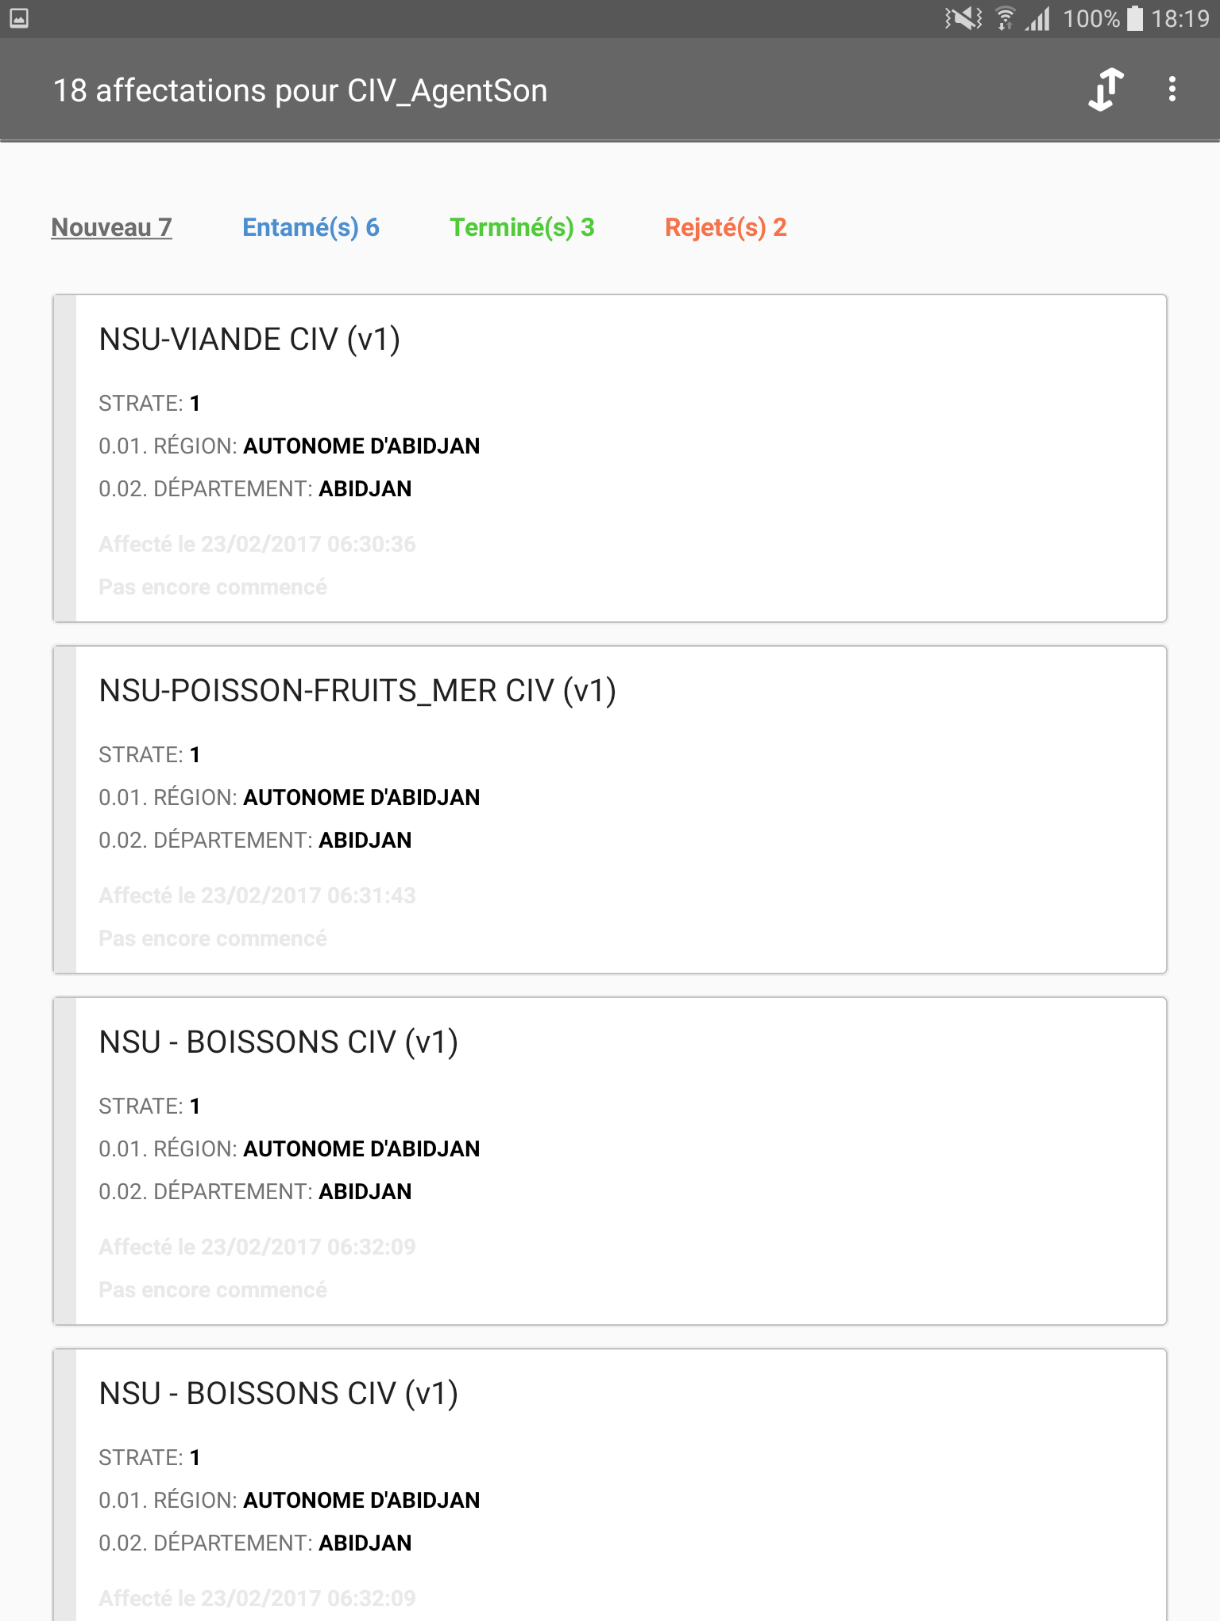 100% 18:19
18 affectations pour CIV_AgentSon
Nouveau 7 Entamé(s) 6 Terminé(s) 3 Rejeté(s) 2
NSU-VIANDE CIV (v1)
STRATE: 1
0.01. RÉGION: AUTONOME D'ABIDJAN
0.02. DÉPARTEMENT: ABIDJAN
Affecté le 23/02/2017 06:30:36
Pas encore commencé
NSU-POISSON-FRUITS_MER CIV (v1)
STRATE: 1
0.01. RÉGION: AUTONOME D'ABIDJAN
0.02. DÉPARTEMENT: ABIDJAN
Affecté le 23/02/2017 06:31:43
Pas encore commencé
NSU - BOISSONS CIV (v1)
STRATE: 1
0.01. RÉGION: AUTONOME D'ABIDJAN
0.02. DÉPARTEMENT: ABIDJAN
Affecté le 23/02/2017 06:32:09
Pas encore commencé
NSU - BOISSONS CIV (v1)
STRATE: 1
0.01. RÉGION: AUTONOME D'ABIDJAN
0.02. DÉPARTEMENT: ABIDJAN
Affecté le 23/02/2017 06:32:09